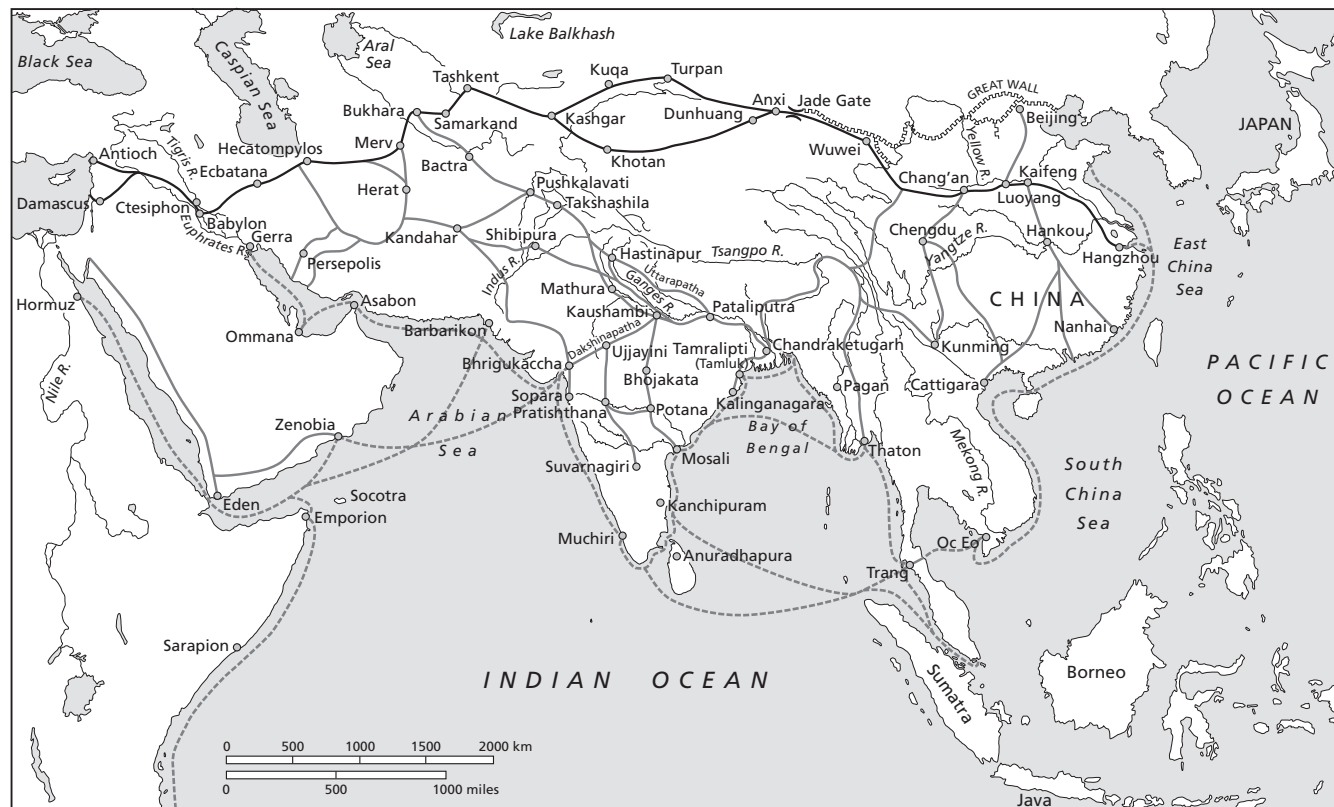 Black Sea
Caspian Sea
Aral
Sea
Lake Balkhash
Tashkent
Kuqa
Turpan
Bukhara
Samarkand
Kashgar
Dunhuang
Anxi
Jade Gate
GREAT WALL
Beijing
JAPAN
Antioch
Tigris R.
Hecatompylos
Ecbatana
Merv
Bactra
Khotan
Wuwei
Yellow R.
Chang'an
Kaifeng
Luoyang
Damascus
Ctesiphon
Babylon
Euphrates R.
Gerra
Herat
Pushkalavati
Takshashila
Kandahar
Shibipura
Persepolis
Indus R.
Hastinapur
Uttarapatha
Ganges R.
Tsangpo R.
Chengdu
Yangtze R.
Hankou
Hangzhou
East
China
Sea
Hormuz
Ommana
Asabon
Barbarikon
Mathura
Kaushambi
Pataliputra
CHINA
Nanhai
Nile R.
Bhrigukaccha
Dakshinapatha
Ujjayini
Tamralipti
(Tamluk)
Chandraketugarh
Kunming
PACIFIC
OCEAN
Sopara
Pratishthana
Bhojakata
Potana
Kalinganagara
Pagan
Cattigara
Zenobia
Arabian
Sea
Bay of
Bengal
Suvarnagiri
Mosali
Thaton
Mekong R.
South
China
Sea
Eden
Socotra
Emporion
Kanchipuram
Muchiri
Anuradhapura
Oc Eo
Trang
Sarapion
INDIAN OCEAN
Sumatra
Borneo
Java
0 500 1000 1500 2000 km
0 500 1000 miles